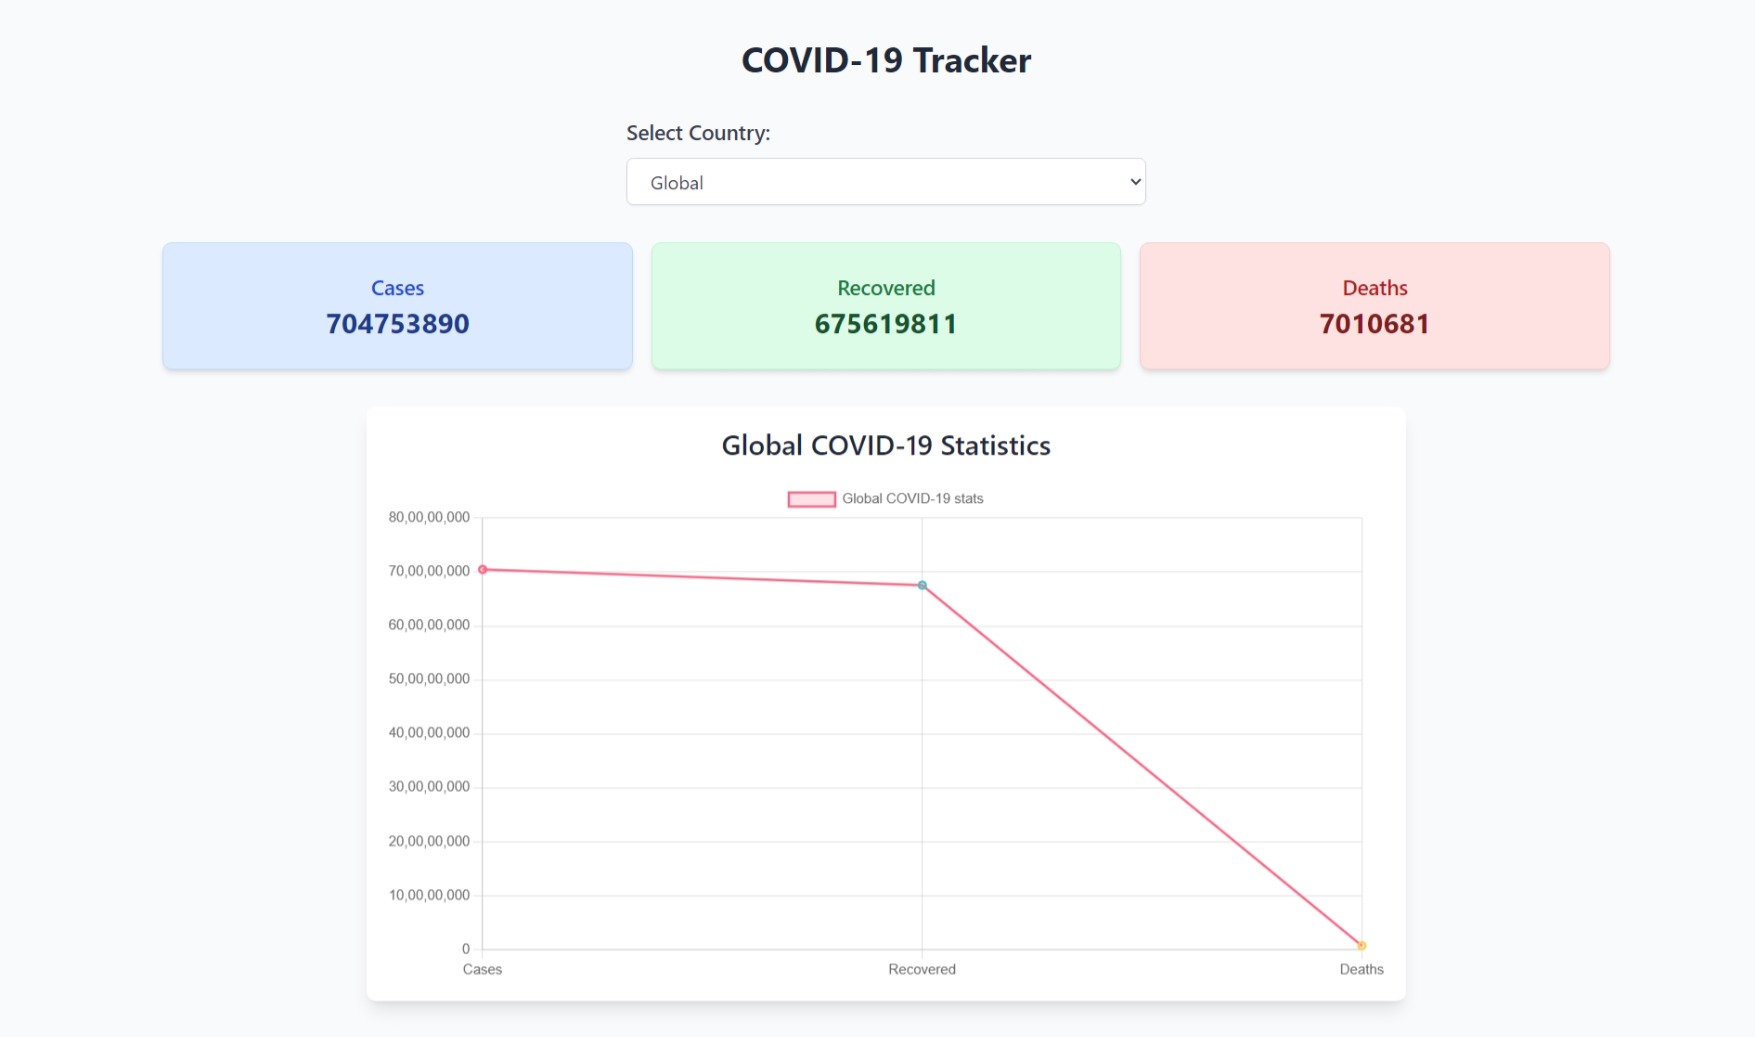 COVID-19 Tracker
Select Country:
Global
Cases
704753890
Recovered
675619811
Deaths
7010681
Global COVID-19 Statistics
Global COVID-19 stats
80,00,00,000
70,00,00,000
60,00,00,000
50,00,00,000
40,00,00,000
30,00,00,000
20,00,00,000
10,00,00,000
0
Cases Recovered Deaths